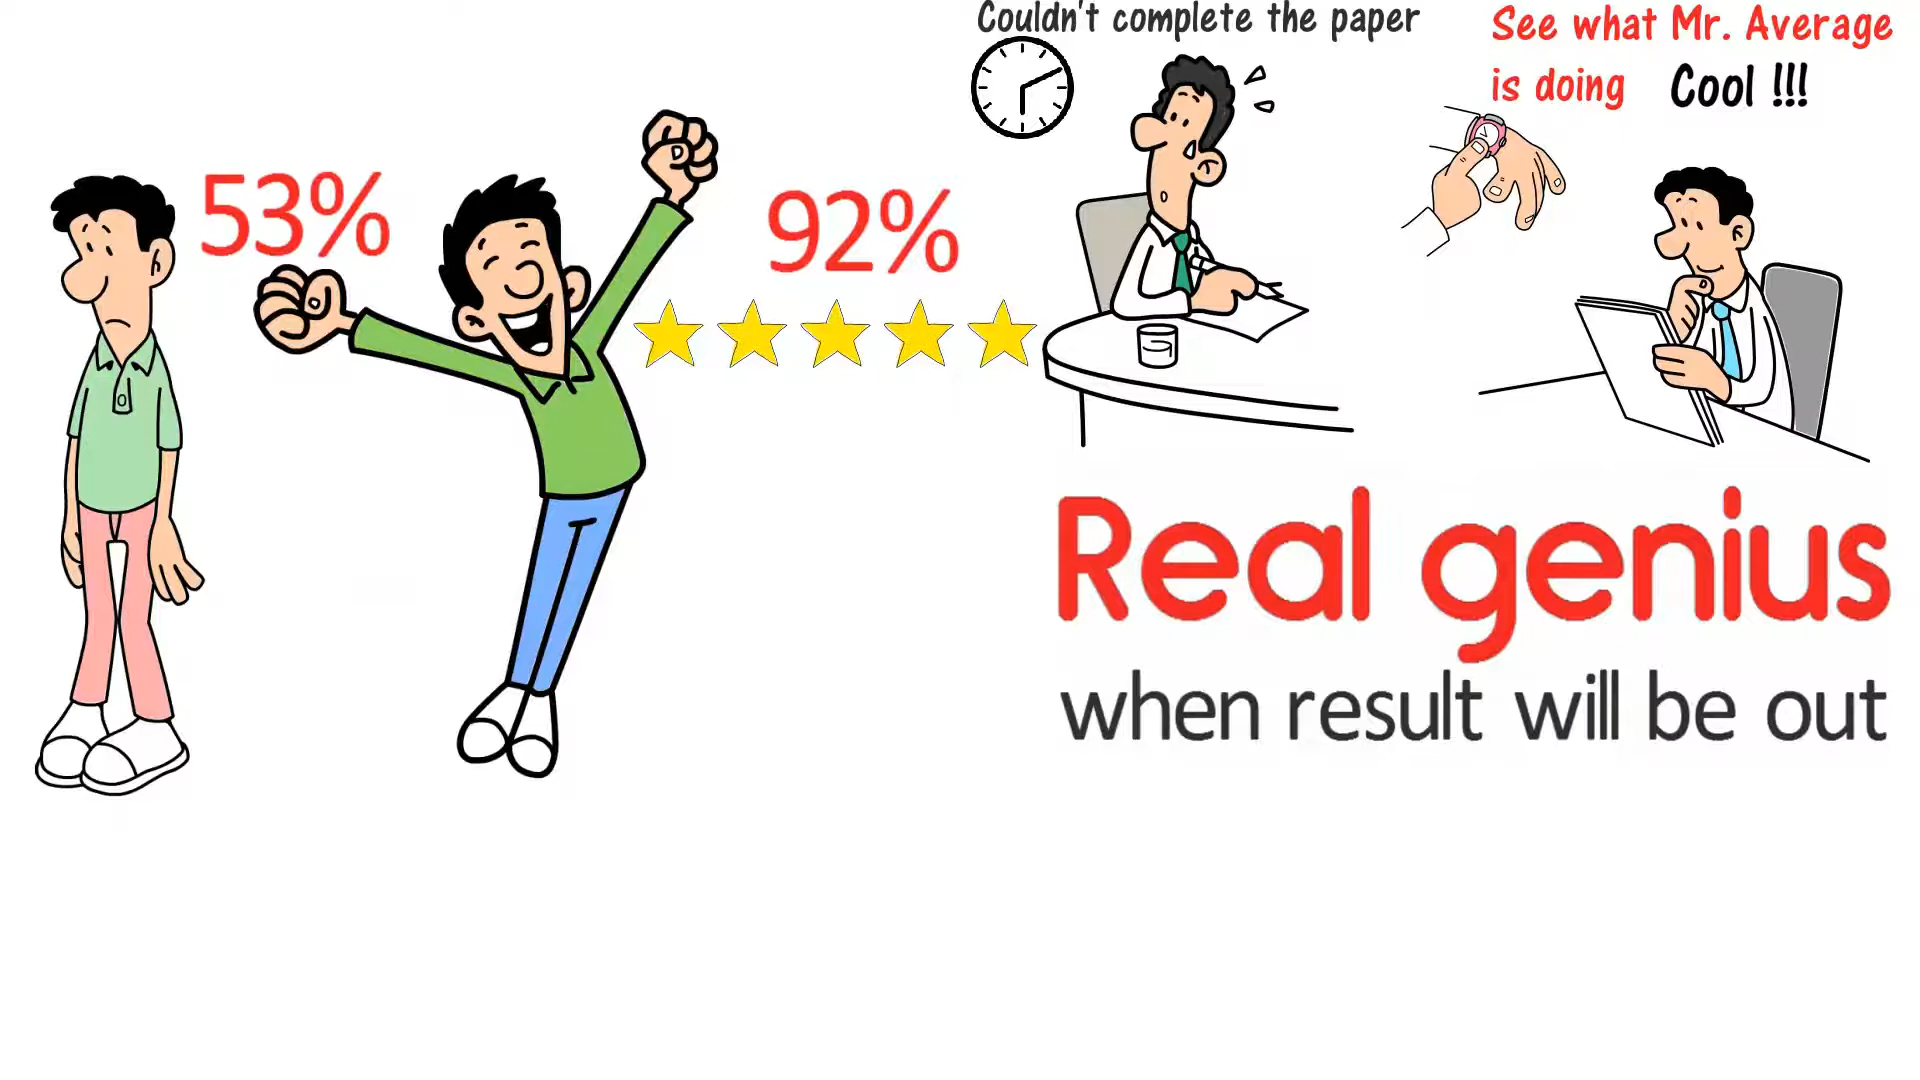 Couldn't complete the paper
See what Mr. Average
is doing Cool !!!
53%
92%
Real genius
when result will be out